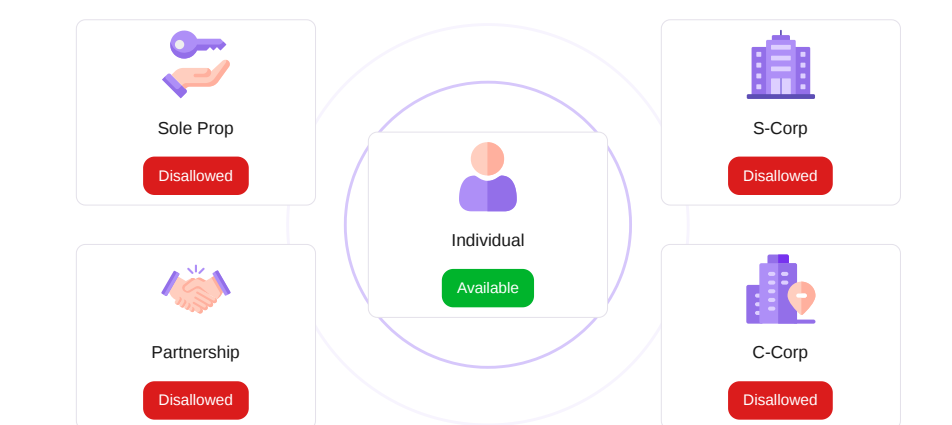 Sole Prop
Disallowed
S-Corp
Disallowed
Individual
Available
Partnership
Disallowed
C-Corp
Disallowed